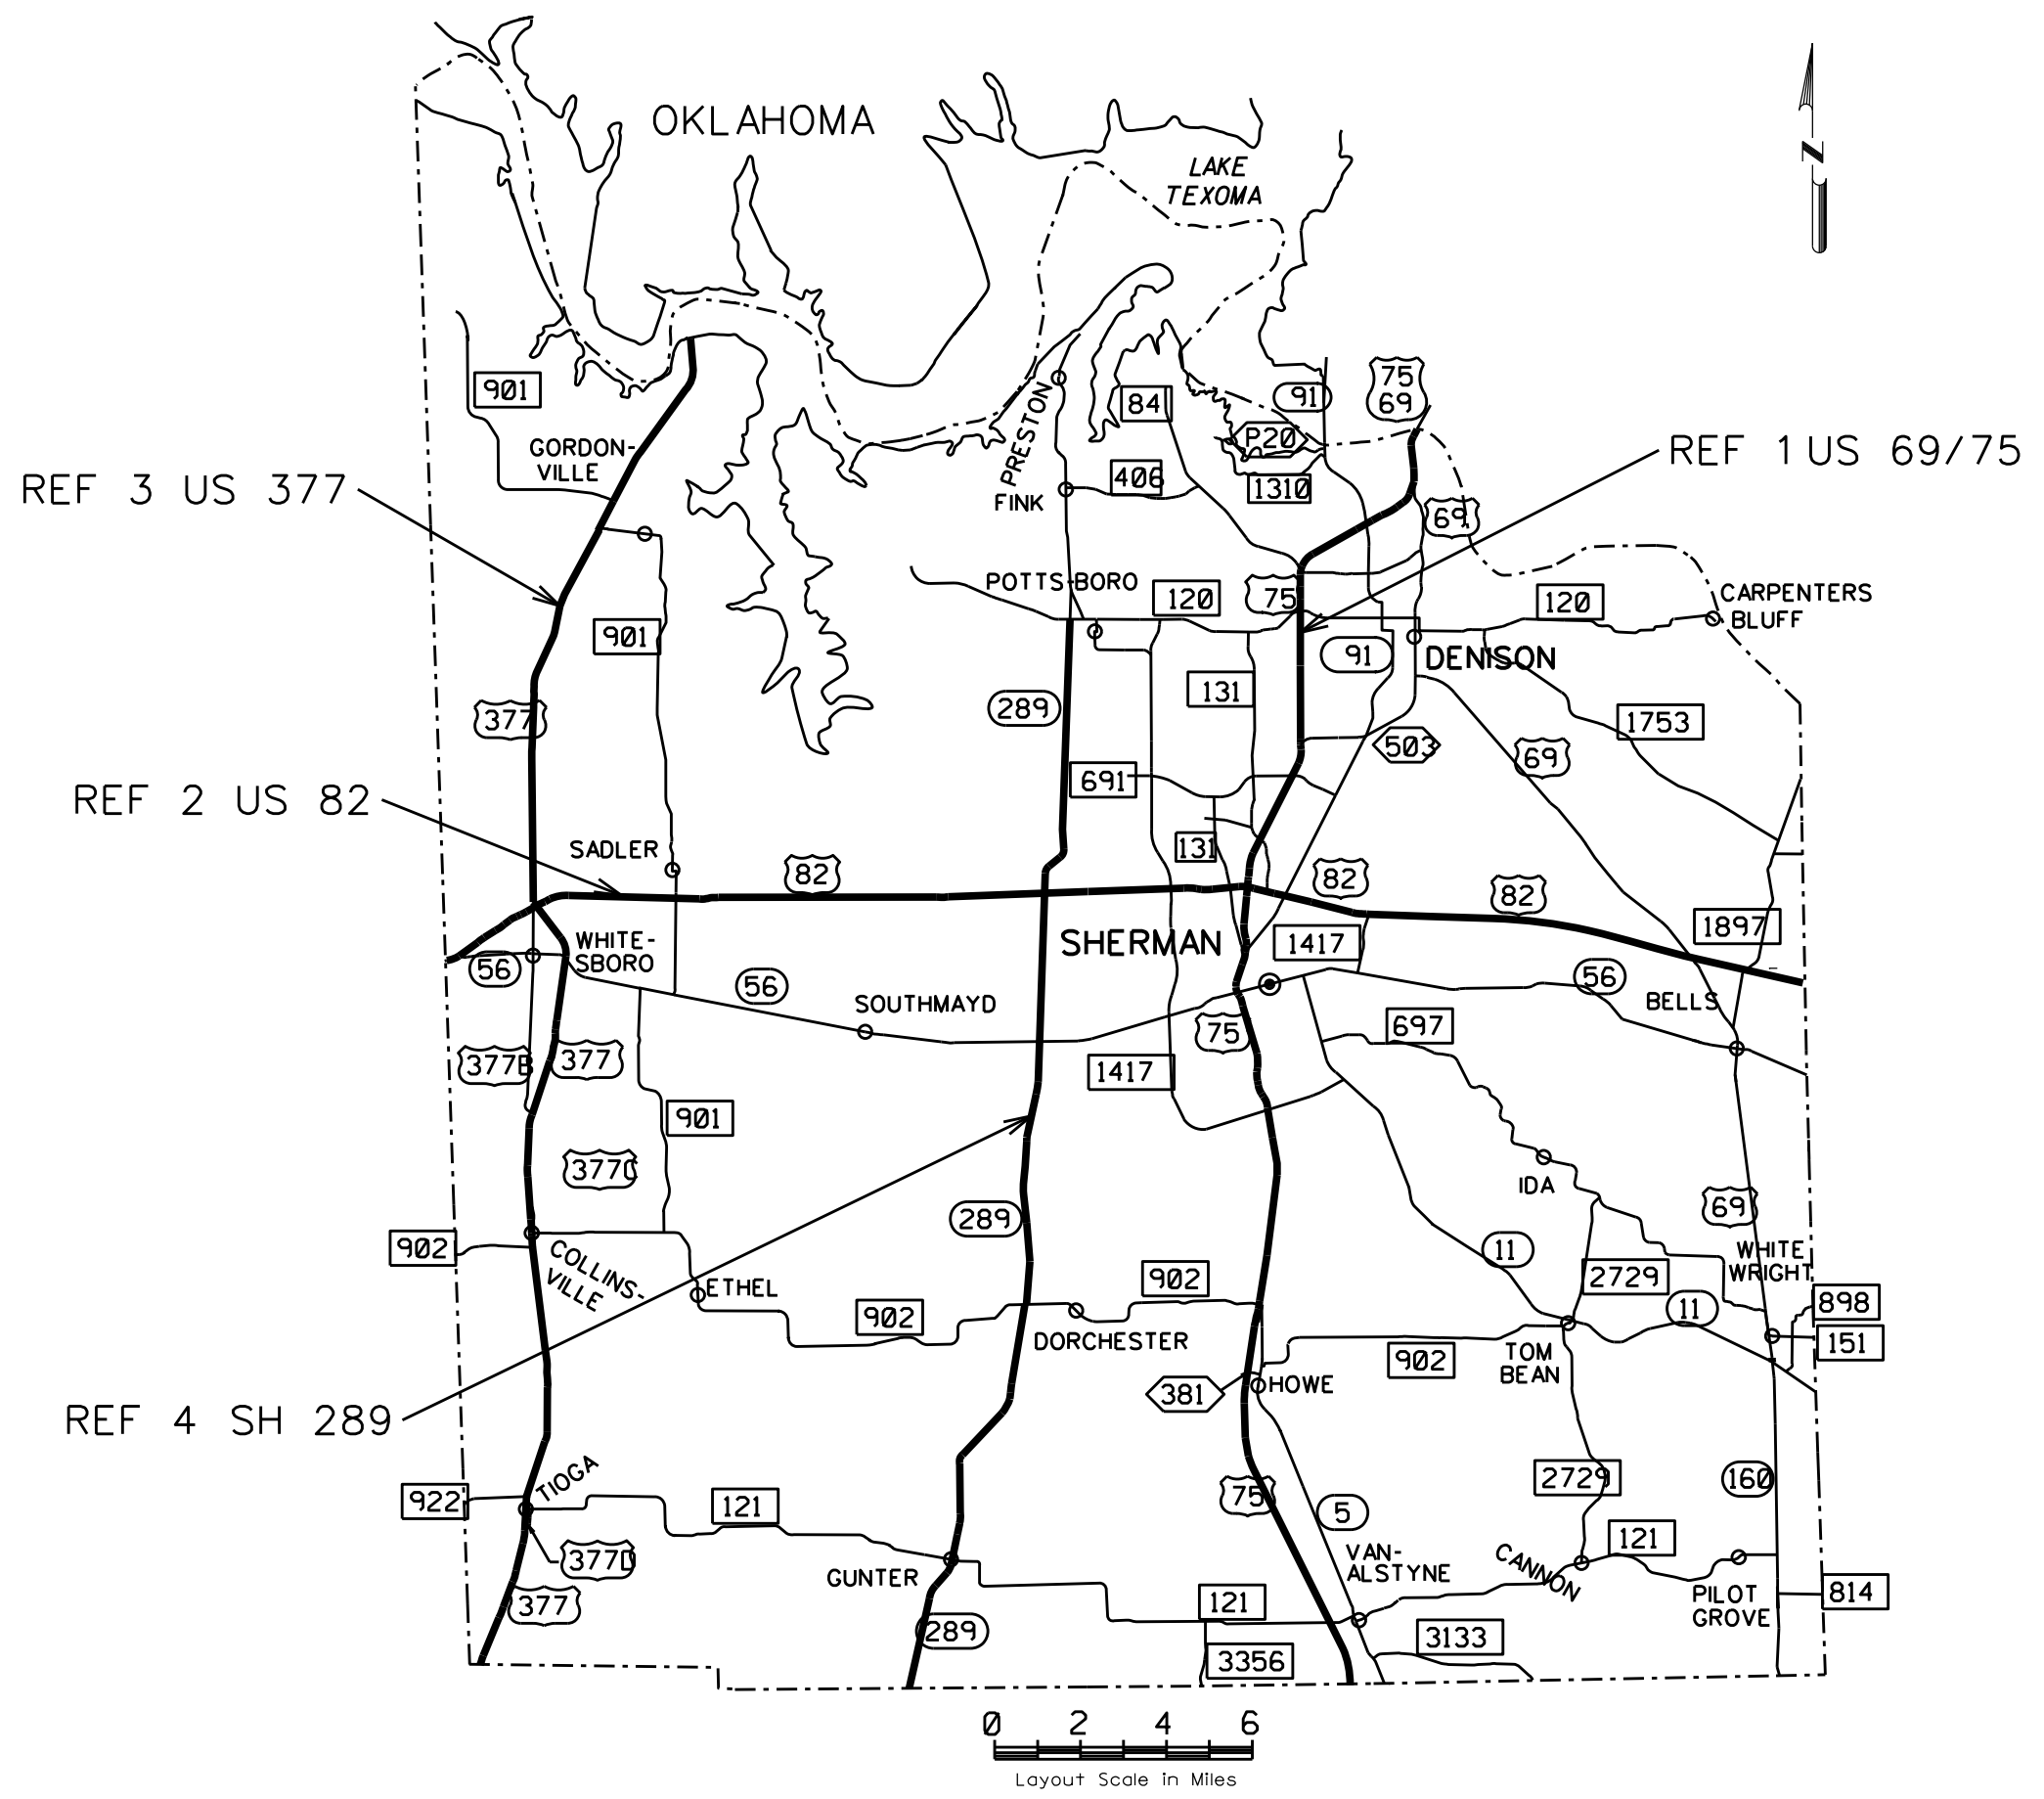 OKLAHOMA
LAKE
TEXOMA
N
75
69
901
84
91
GORDON-
VILLE
PRESTON
P20
REF 1 US 69/75
REF 3 US 377
406
1310
FINK
69
POTTS-BORO
120
75
120
CARPENTERS
BLUFF
901
91
DENISON
131
377
289
1753
503
69
691
REF 2 US 82
SADLER
131
82
82
82
1897
WHITE-
SBORO
SHERMAN
1417
56
56
56
SOUTHMAYD
BELLS
75
697
377B
377
1417
901
377C
IDA
289
69
902
COLLINS-
VILLE
11
WHITE
WRIGHT
ETHEL
902
2729
902
11
898
DORCHESTER
151
902
TOM
BEAN
381
HOWE
REF 4 SH 289
TIOGA
922
121
75
2729
160
5
377D
GUNTER
VAN-
ALSTYNE
CANNON
121
377
121
PILOT
GROVE
814
289
3133
3356
0 2 4 6
Layout Scale in Miles